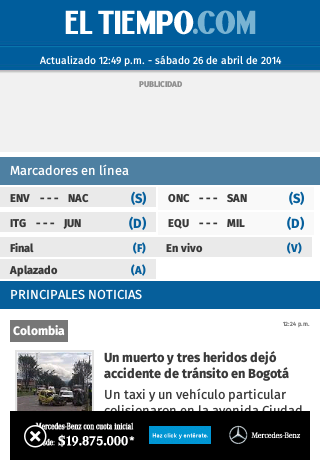 EL TIEMPO.COM
Actualizado 12:49 p.m. - sábado 26 de abril de 2014
PUBLICIDAD
Marcadores en línea
ENV --- NAC (S) ONC --- SAN (S)
ITG --- JUN (D) EQU --- MIL (D)
Final (F) En vivo (V)
Aplazado (A)
PRINCIPALES NOTICIAS
12:24 p.m.
Colombia
Un muerto y tres heridos dejó
accidente de tránsito en Bogotá
Un taxi y un vehículo particular
colisionaron en la avenida Ciudad
Mercedes-Benz con cuota inicial
$19.875.000*
Haz click y entérate.
Mercedes-Benz